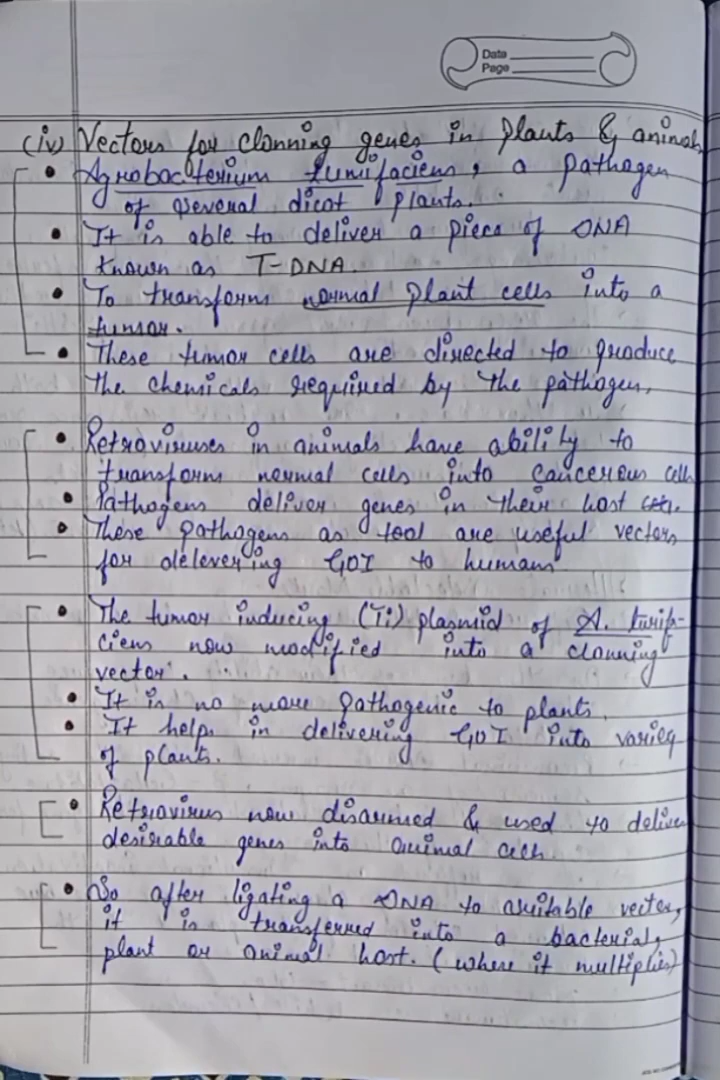 Date
Page
(iv) Vectors for clonning genes in plants & animals
• Agrobacterium tumifaciens, a pathogen
of several dicot plants.
• It is able to deliver a piece of DNA
known as T-DNA.
• To transform normal plant cells into a
tumor.
• These tumor cells are directed to produce
the chemicals required by the pathogen.
• Retroviruses in animals have ability to
transform normal cells into cancerous cells
• Pathogens deliver genes in their host
• These pathogens as tool are useful vectors
for delevering GOI to humans
• The tumor inducing (Ti) plasmid of A. tumifa-
ciens now modified into a clonning
vector.
• It is no more pathogenic to plants.
• It helps in delivering GOI into variey
of plants.
• Retrovirus now disarmed & used to deliver
desirable genes into animal cells
• So after ligating a DNA to a suitable vector,
it is transferred into a bacterial,
plant or animal host. (where it multiplies)